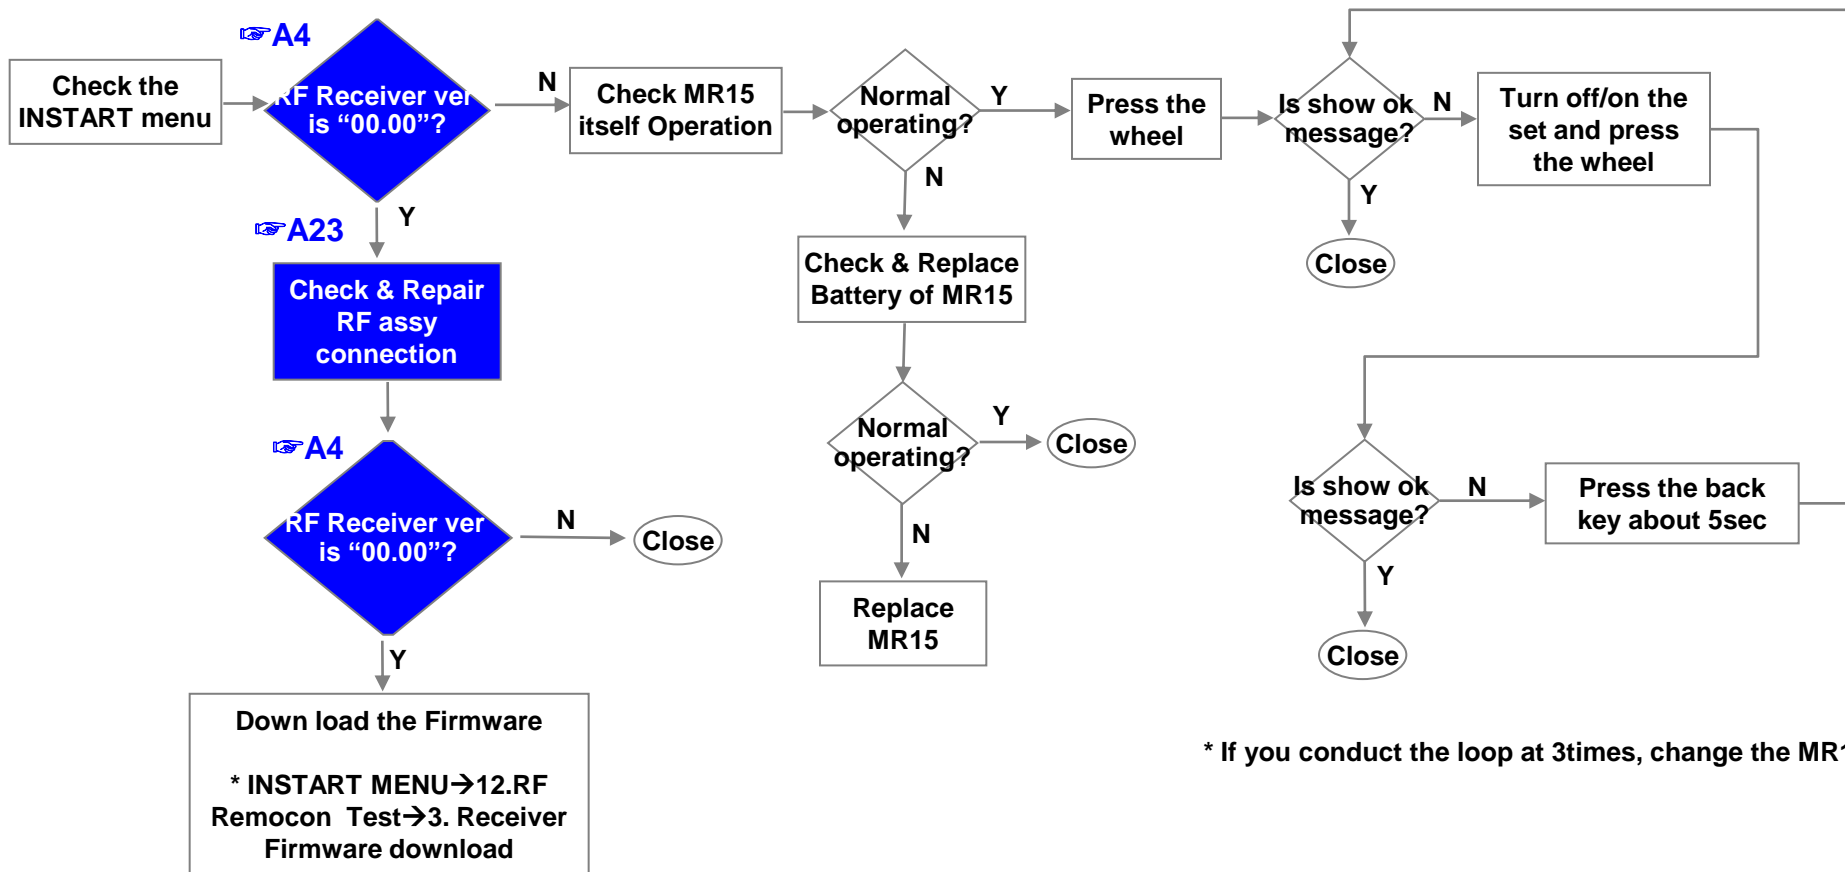 ☞A4
Check the
INSTART menu
RF Receiver ver
is “00.00”?
N
Check MR15
itself Operation
Normal
operating?
Y
Press the
wheel
Is show ok
message?
N
Turn off/on the
set and press
the wheel
Y
☞A23
N
Y
Close
Check & Repair
RF assy
connection
Check & Replace
Battery of MR15
☞A4
RF Receiver ver
is “00.00”?
N
Close
Normal
operating?
Y
Close
N
Is show ok
message?
N
Press the back
key about 5sec
Y
Close
Replace
MR15
Y
Down load the Firmware
* INSTART MENU→12.RF
Remocon Test→3. Receiver
Firmware download
* If you conduct the loop at 3times, change the